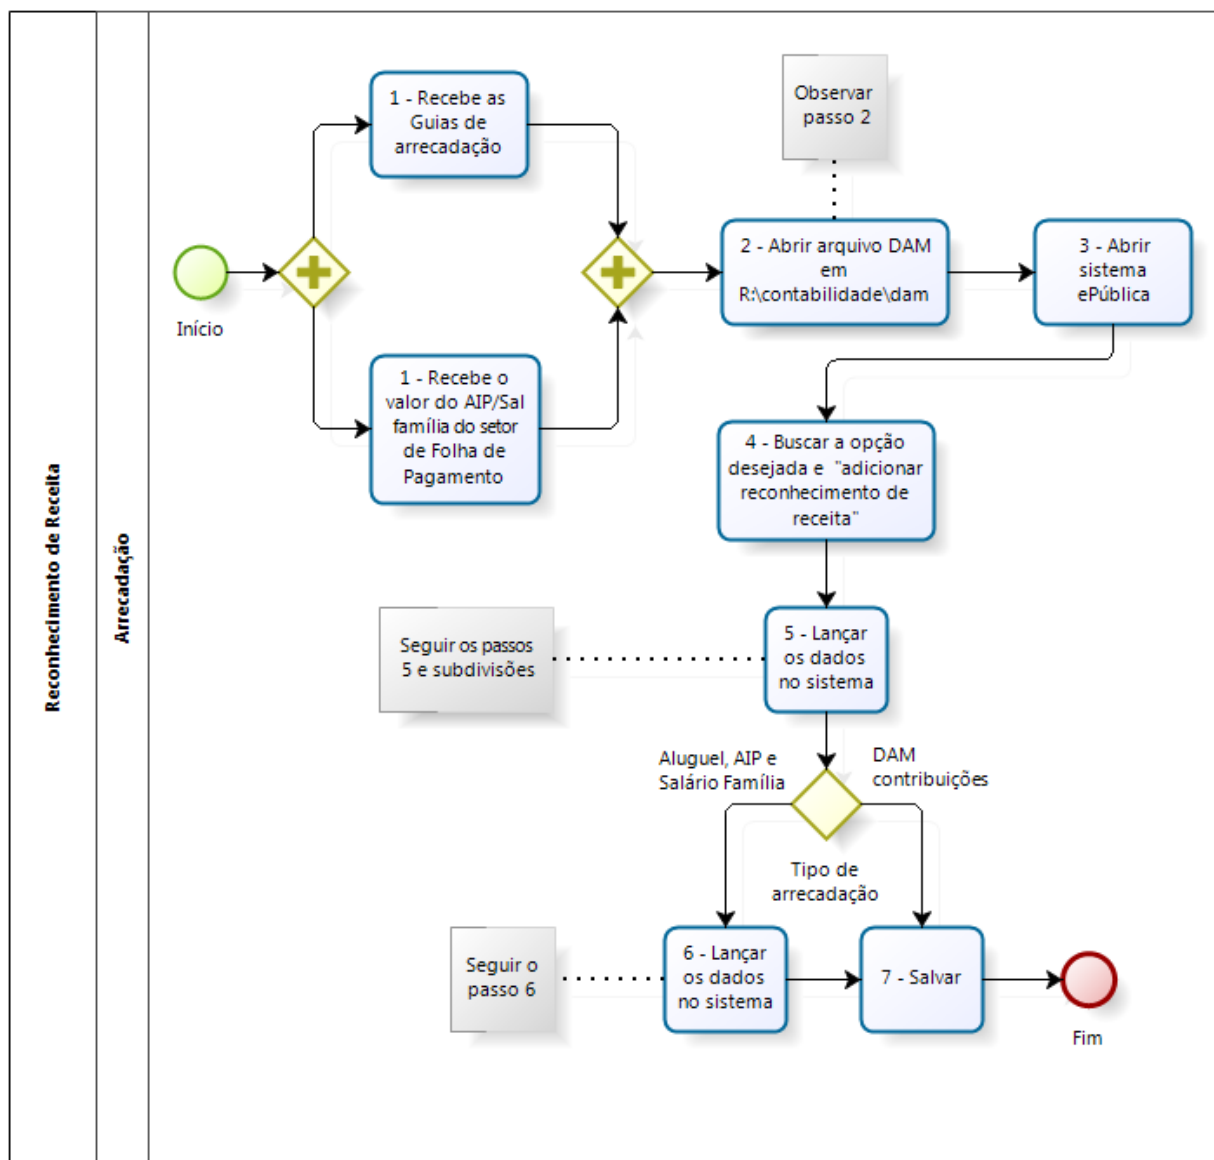 Reconhecimento de Receita
Arrecadação
Início
1 - Recebe as
Guias de
arrecadação
1 - Recebe o
valor do AIP/Sal
família do setor
de Folha de
Pagamento
Observar
passo 2
2 - Abrir arquivo DAM
em
R:\contabilidade\dam
3 - Abrir
sistema
ePública
4 - Buscar a opção
desejada e "adicionar
reconhecimento de
receita"
Seguir os passos
5 e subdivisões
5 - Lançar
os dados
no sistema
Aluguel, AIP e
Salário Família
DAM
contribuições
Tipo de
arrecadação
Seguir o
passo 6
6 - Lançar
os dados
no sistema
7 - Salvar
Fim